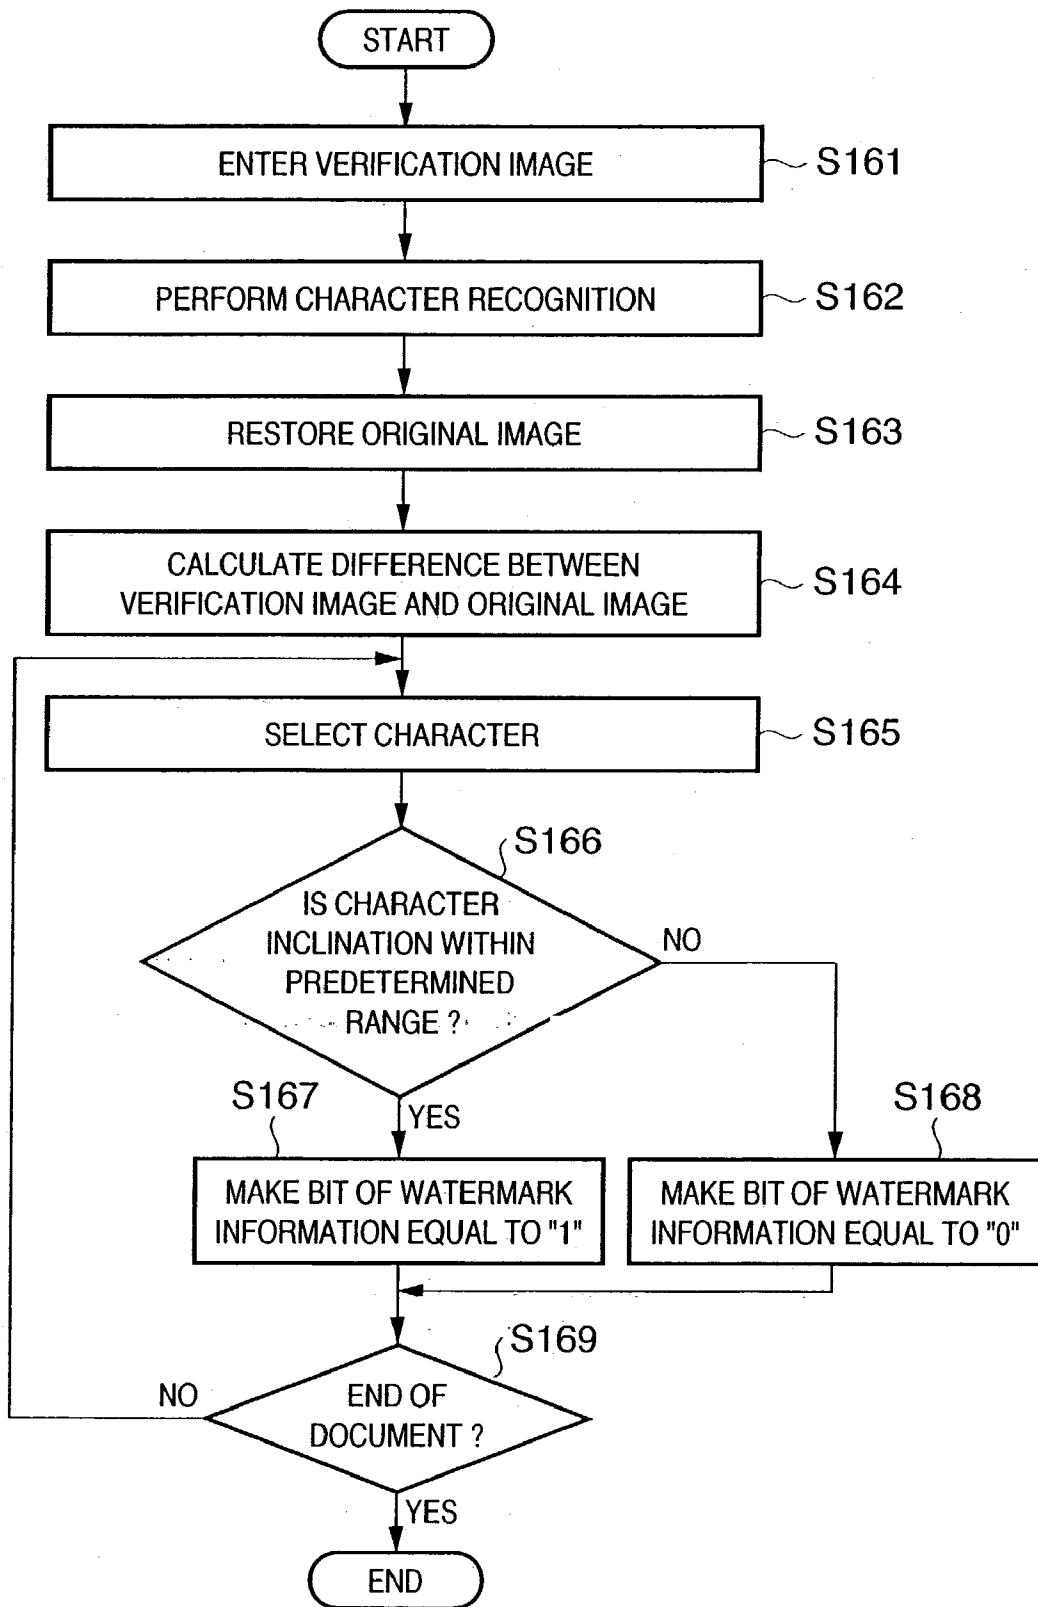 START
ENTER VERIFICATION IMAGE
S161
PERFORM CHARACTER RECOGNITION
S162
RESTORE ORIGINAL IMAGE
S163
CALCULATE DIFFERENCE BETWEEN
VERIFICATION IMAGE AND ORIGINAL IMAGE
S164
SELECT CHARACTER
S165
S166
IS CHARACTER
INCLINATION WITHIN
PREDETERMINED
RANGE ?
NO
YES
S167
MAKE BIT OF WATERMARK
INFORMATION EQUAL TO "1"
S168
MAKE BIT OF WATERMARK
INFORMATION EQUAL TO "0"
S169
END OF
DOCUMENT ?
NO
YES
END